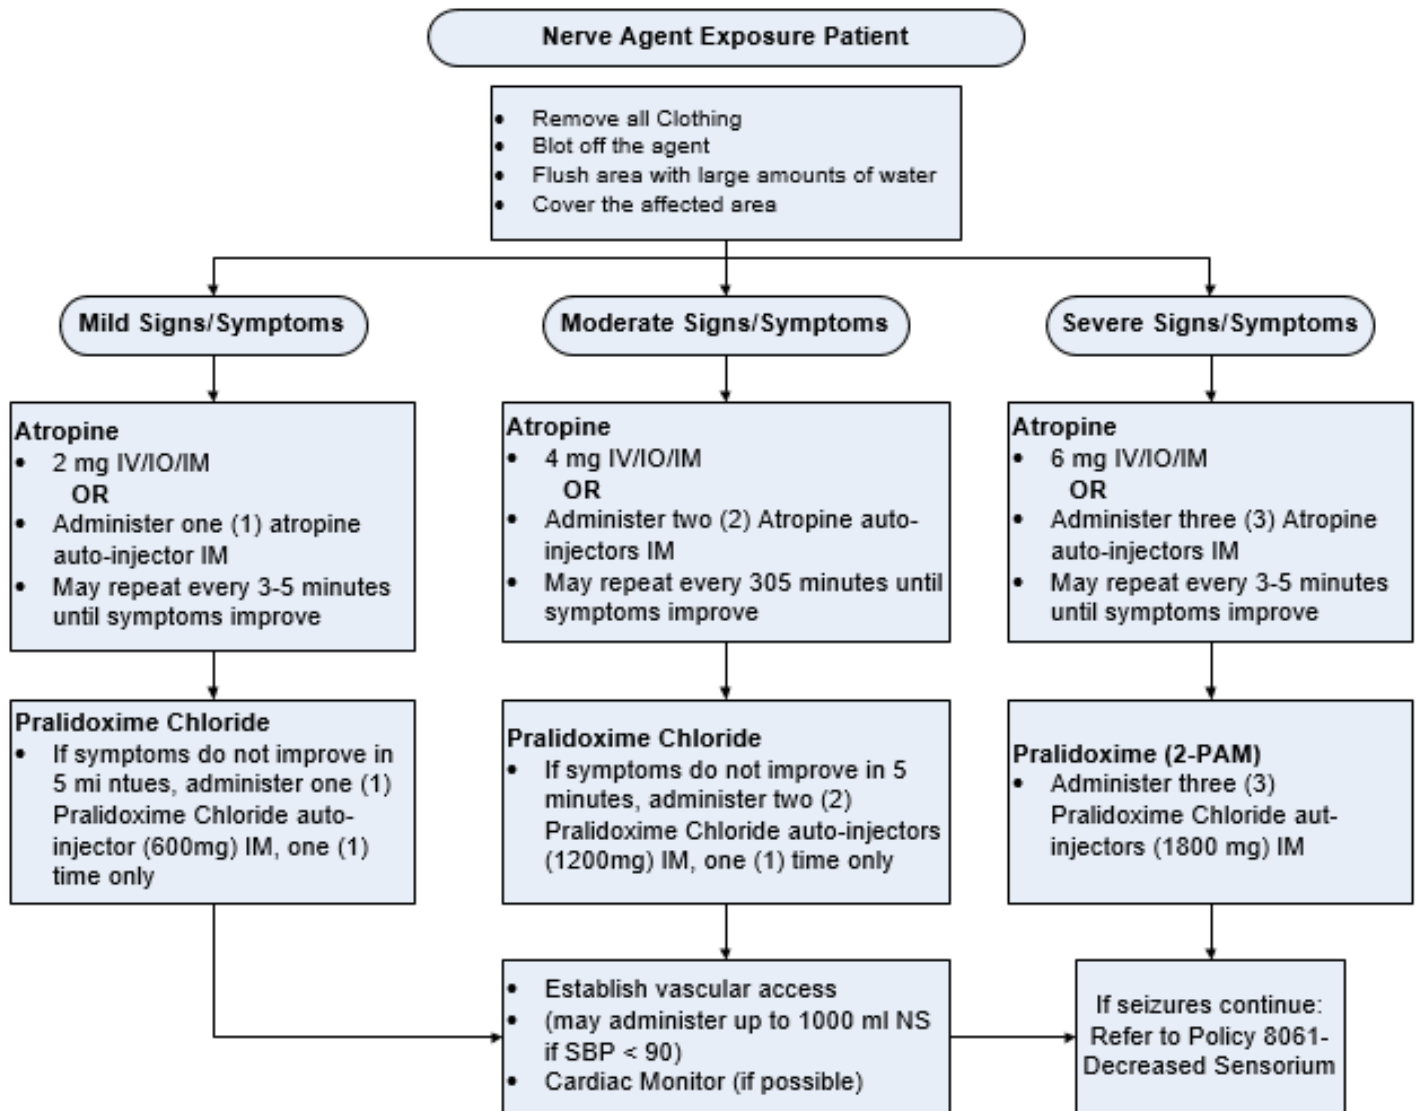 Nerve Agent Exposure Patient
• Remove all Clothing
• Blot off the agent
• Flush area with large amounts of water
• Cover the affected area
Mild Signs/Symptoms
Moderate Signs/Symptoms
Severe Signs/Symptoms
Atropine
• 2 mg IV/IO/IM
OR
• Administer one (1) atropine
auto-injector IM
• May repeat every 3-5 minutes
until symptoms improve
Atropine
• 4 mg IV/IO/IM
OR
• Administer two (2) Atropine auto-
injectors IM
• May repeat every 305 minutes until
symptoms improve
Atropine
• 6 mg IV/IO/IM
OR
• Administer three (3) Atropine
auto-injectors IM
• May repeat every 3-5 minutes
until symptoms improve
Pralidoxime Chloride
• If symptoms do not improve in
5 mi ntues, administer one (1)
Pralidoxime Chloride auto-
injector (600mg) IM, one (1)
time only
Pralidoxime Chloride
• If symptoms do not improve in 5
minutes, administer two (2)
Pralidoxime Chloride auto-injectors
(1200mg) IM, one (1) time only
Pralidoxime (2-PAM)
• Administer three (3)
Pralidoxime Chloride aut-
injectors (1800 mg) IM
• Establish vascular access
• (may administer up to 1000 ml NS
if SBP < 90)
• Cardiac Monitor (if possible)
If seizures continue:
Refer to Policy 8061-
Decreased Sensorium